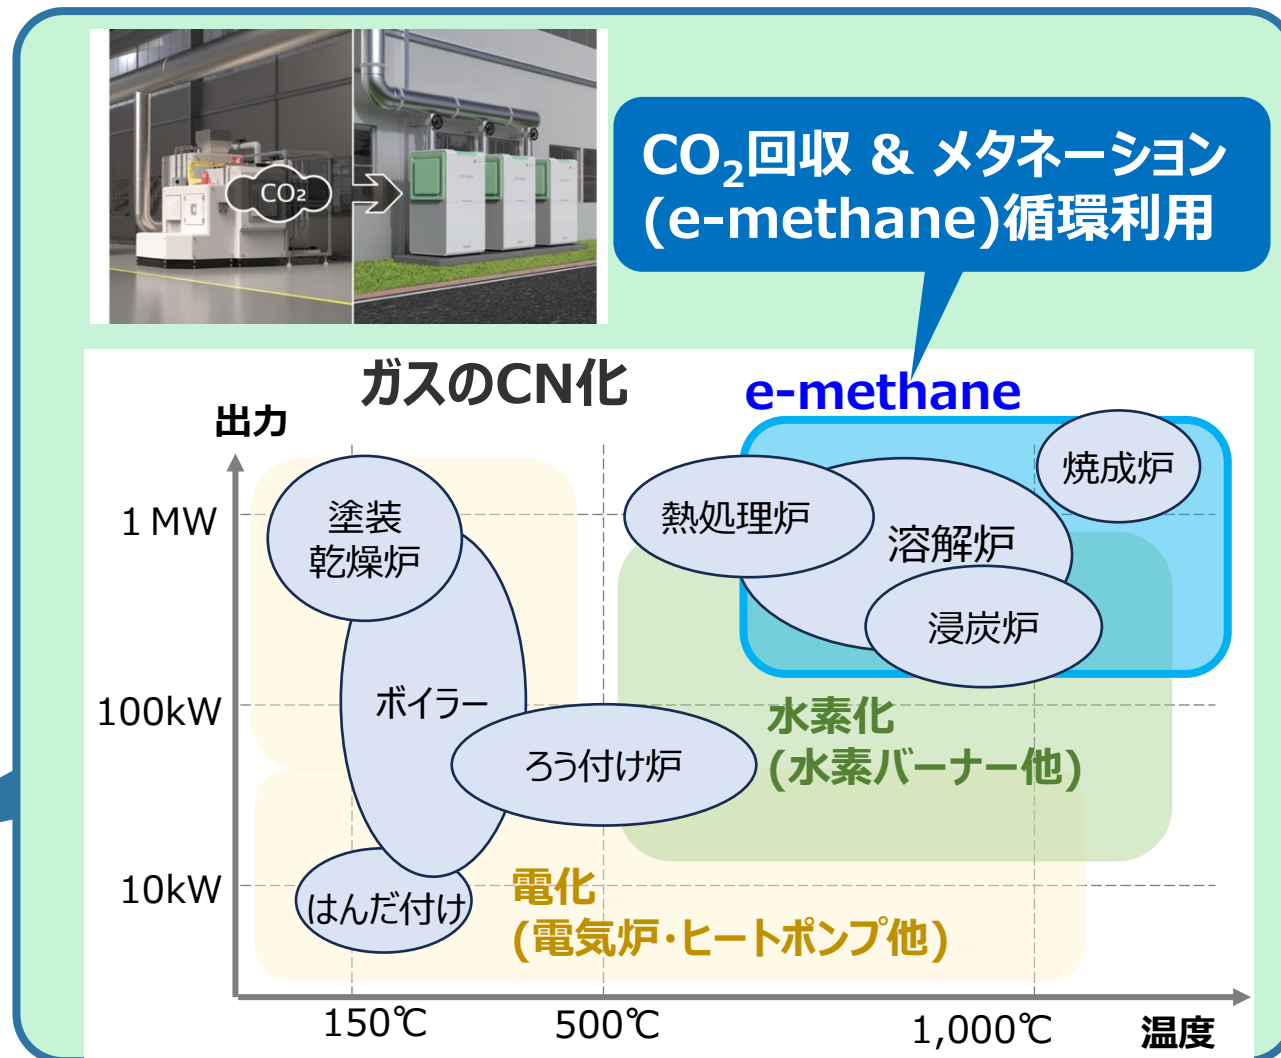 CO₂
CO₂回収 & メタネーション
(e-methane)循環利用
ガスのCN化
e-methane
出力
1 MW
100kW
10kW
塗装
乾燥炉
熱処理炉
溶解炉
焼成炉
浸炭炉
ボイラー
ろう付け炉
はんだ付け
水素化
(水素バーナー他)
電化
(電気炉・ヒートポンプ他)
150℃
500℃
1,000℃
温度